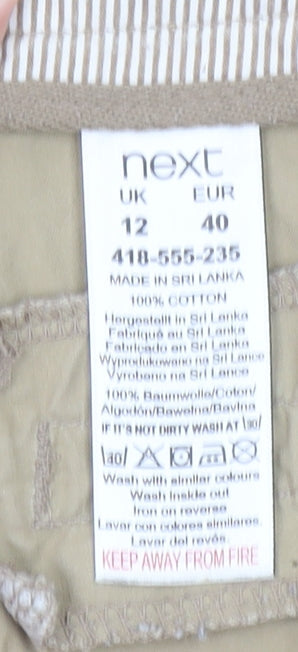 next
UK EUR
12 40
418-555-235
MADE IN SRI LANKA
100% COTTON
Hergestellt in Sri Lanka
Fabriqué au Sri Lanka
Fabricado en Sri Lanka
Wyprodukowano na Sri Lance
Vyrobeno na Srí Lance
100% Baumwolle/Coton/
Algodón/Bawełna/Bavlna
IF IT'S NOT DIRTY WASH AT 30
40
Wash with similar colours
Wash inside out
Iron on reverse
Lavar con colores similares.
Lavar del revés.
KEEP AWAY FROM FIRE